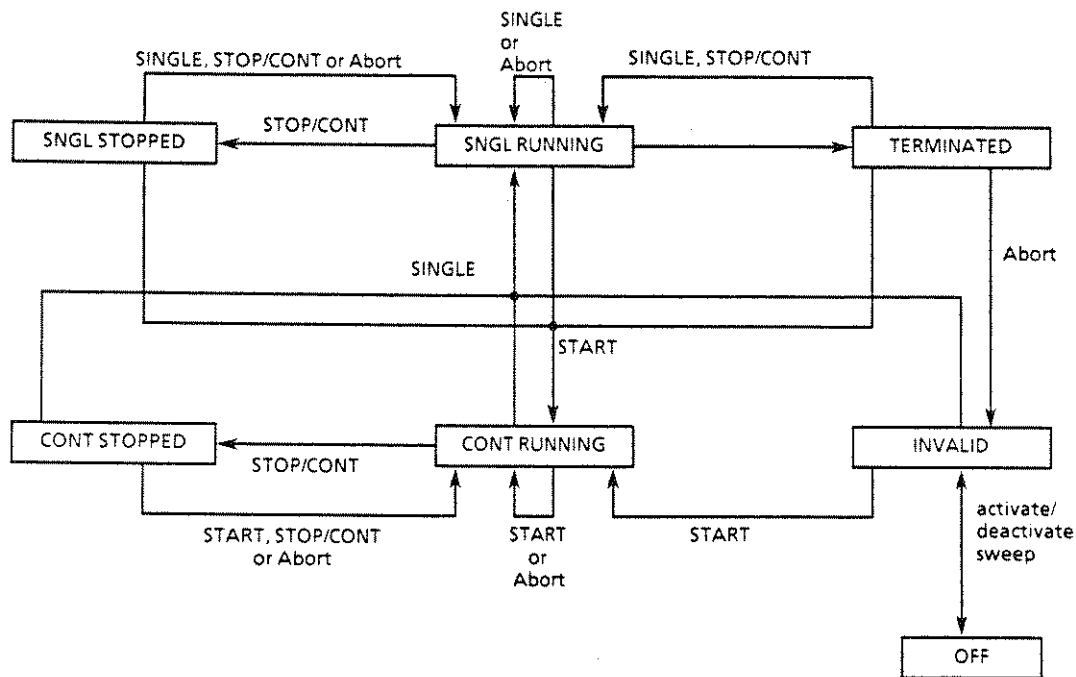 SINGLE
or
Abort
SINGLE, STOP/CONT or Abort
SINGLE, STOP/CONT
STOP/CONT
SNGL STOPPED
SNGL RUNNING
TERMINATED
Abort
SINGLE
START
CONT STOPPED
CONT RUNNING
INVALID
STOP/CONT
START, STOP/CONT
or Abort
START
or
Abort
START
activate/
deactivate
sweep
OFF